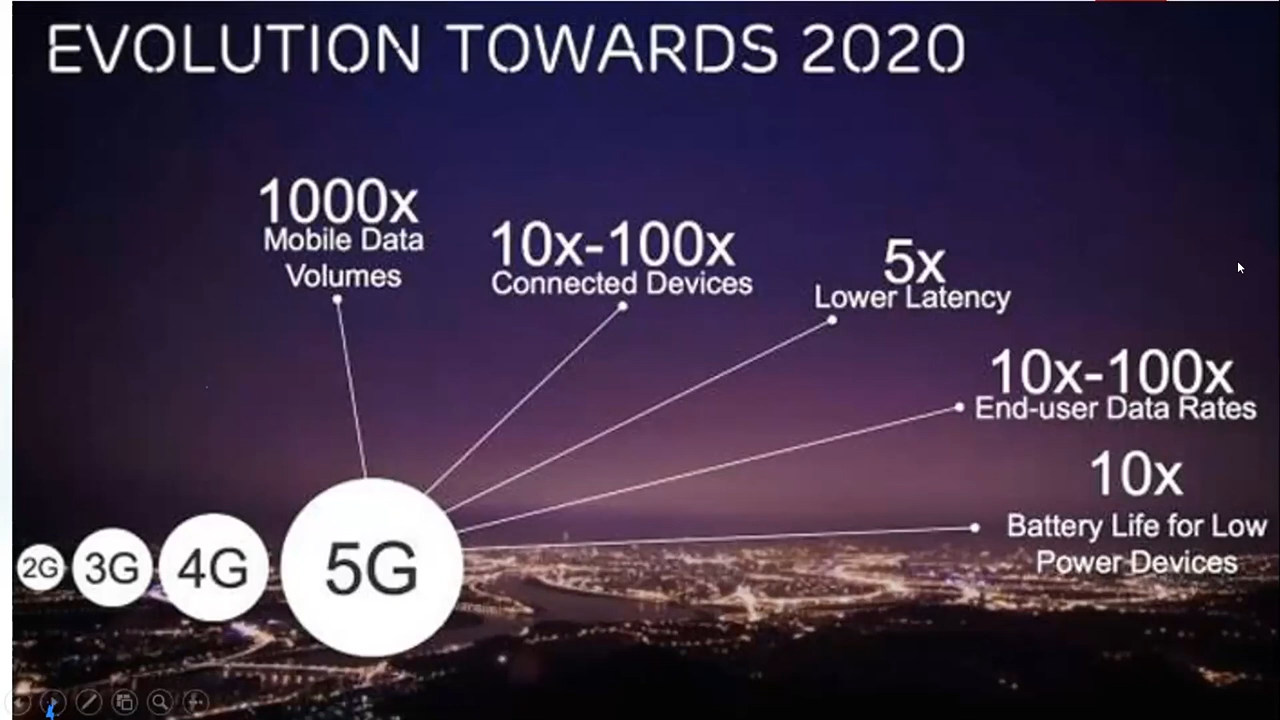 EVOLUTION TOWARDS 2020
1000x
Mobile Data
Volumes
10x-100x
Connected Devices
5x
Lower Latency
10x-100x
End-user Data Rates
10x
Battery Life for Low
Power Devices
2G
3G
4G
5G